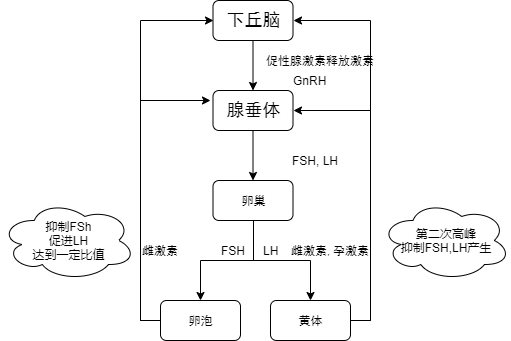 下丘脑
促性腺激素释放激素
GnRH
腺垂体
FSH, LH
卵巢
抑制FSh
促进LH
达到一定比值
第二次高峰
抑制FSH,LH产生
雌激素
FSH
LH
雌激素, 孕激素
卵泡
黄体